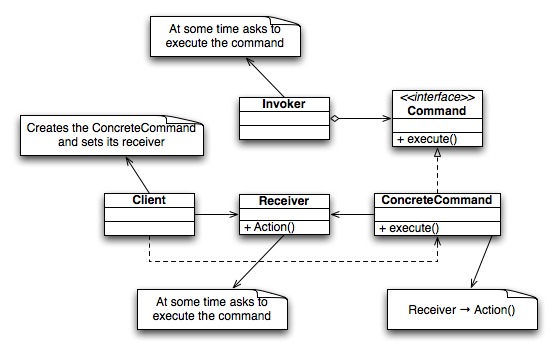 At some time asks to
execute the command
<<interface>>
Command
+ execute()
Invoker
Creates the ConcreteCommand
and sets its receiver
Client
Receiver
+ Action()
ConcreteCommand
+ execute()
At some time asks to
execute the command
Receiver → Action()